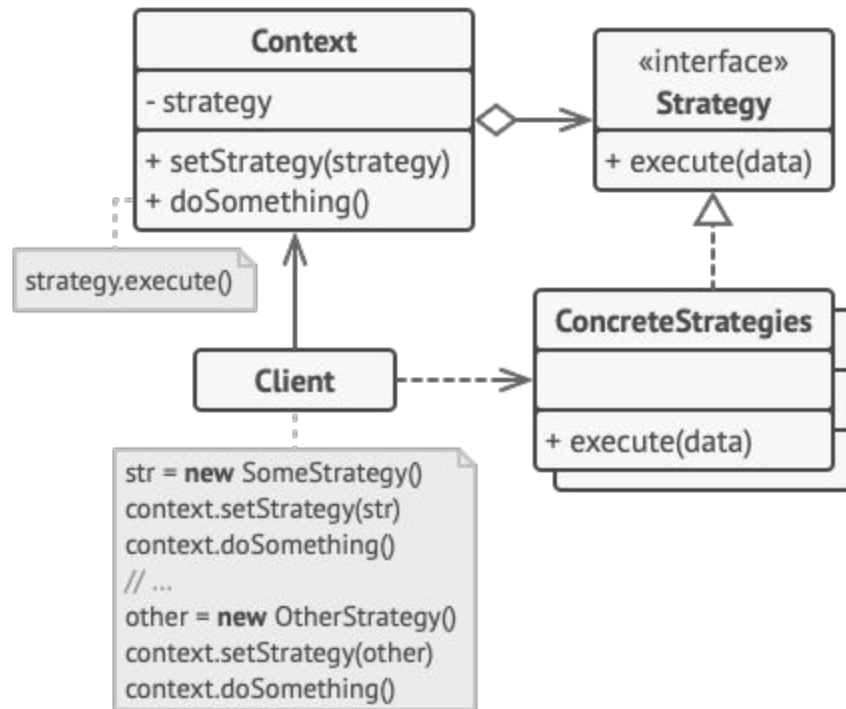 Context
- strategy
+ setStrategy(strategy)
+ doSomething()
«interface»
Strategy
+ execute(data)
strategy.execute()
ConcreteStrategies
+ execute(data)
Client
str = new SomeStrategy()
context.setStrategy(str)
context.doSomething()
// ...
other = new OtherStrategy()
context.setStrategy(other)
context.doSomething()